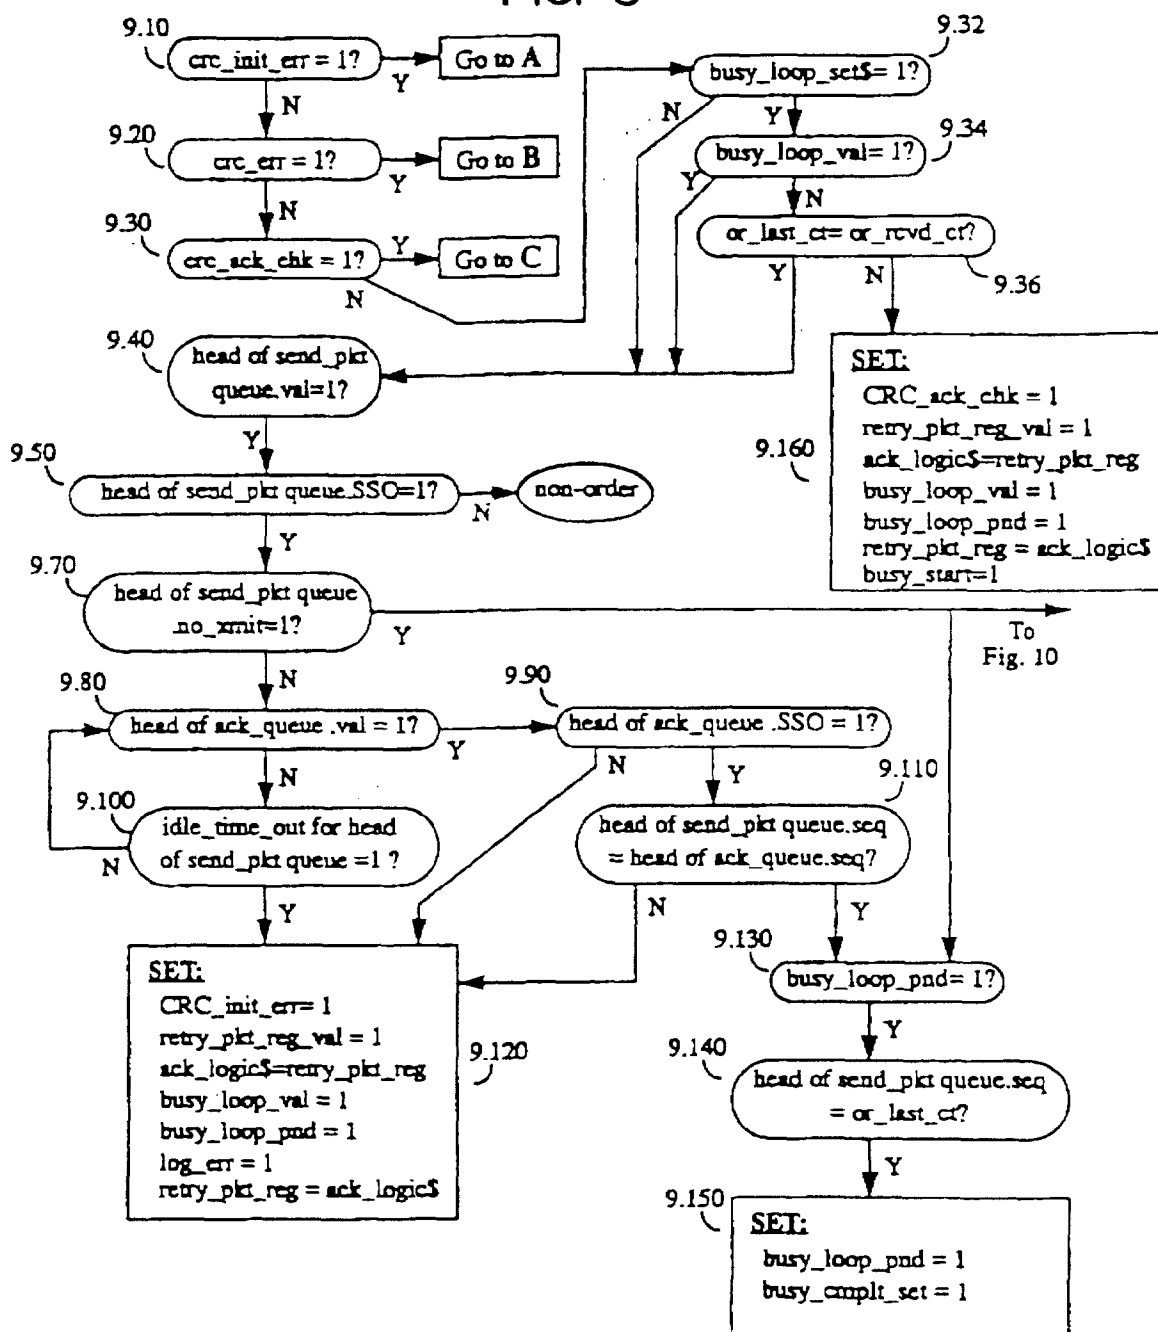 9.10
crc_init_err = 1?
Y
Go to A
N
9.20
crc_err = 1?
Y
Go to B
N
9.30
crc_ack_chk = 1?
Y
Go to C
N
9.32
busy_loop_set$= 1?
N
Y
9.34
busy_loop_val= 1?
Y
N
or_last_ct= or_rcvd_ct?
Y
N
9.36
9.40
head of send_pkt
queue.val=1?
Y
9.50
head of send_pkt queue.SSO=1?
N
non-order
Y
9.160
SET:
CRC_ack_chk = 1
retry_pkt_reg_val = 1
ack_logic$=retry_pkt_reg
busy_loop_val = 1
busy_loop_pnd = 1
retry_pkt_reg = ack_logic$
busy_start=1
9.70
head of send_pkt queue
.no_xmit=1?
Y
To
Fig. 10
N
9.80
head of ack_queue .val = 1?
Y
N
9.90
head of ack_queue .SSO = 1?
N
Y
9.100
idle_time_out for head
of send_pkt queue =1 ?
N
Y
9.110
head of send_pkt queue.seq
= head of ack_queue.seq?
N
Y
9.120
SET:
CRC_init_err= 1
retry_pkt_reg_val = 1
ack_logic$=retry_pkt_reg
busy_loop_val = 1
busy_loop_pnd = 1
log_err = 1
retry_pkt_reg = ack_logic$
9.130
busy_loop_pnd= 1?
Y
9.140
head of send_pkt queue.seq
= or_last_ct?
Y
9.150
SET:
busy_loop_pnd = 1
busy_cmplt_set = 1